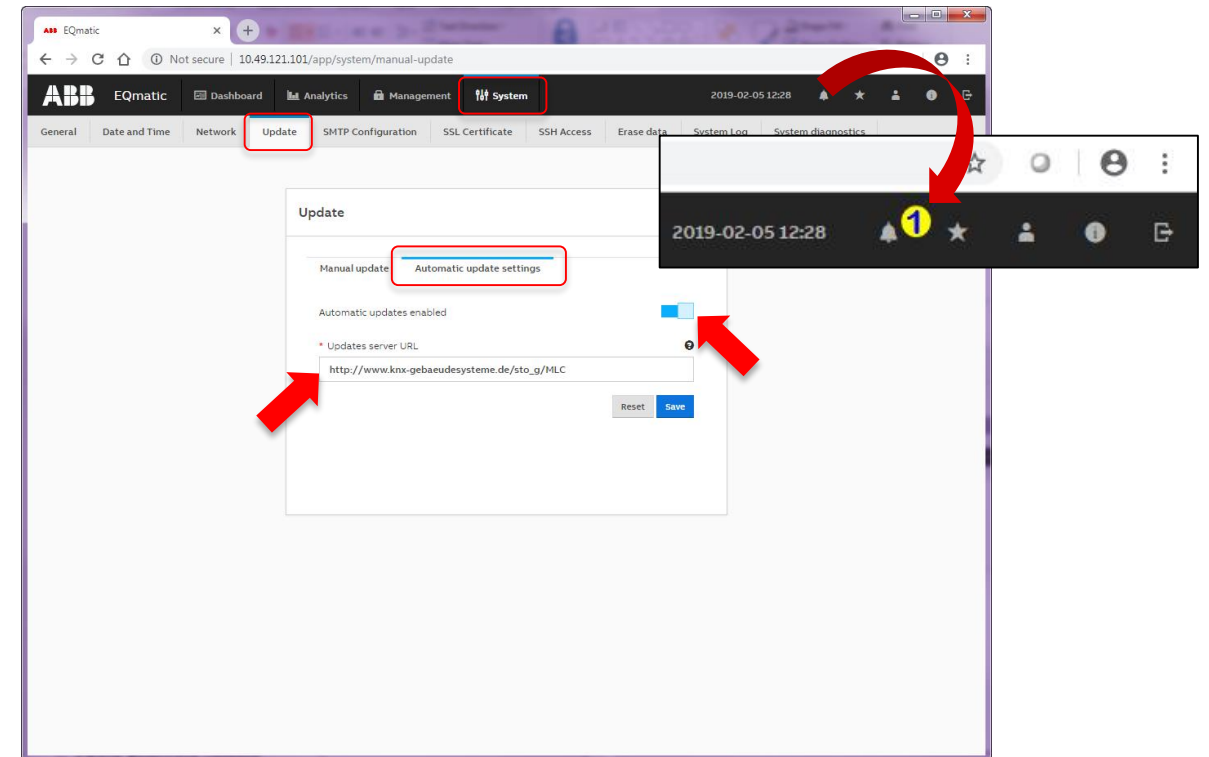 ABB EQmatic
Not secure | 10.49.121.101/app/system/manual-update
ABB EQmatic Dashboard Analytics Management System 2019-02-05 12:28
General Date and Time Network Update SMTP Configuration SSL Certificate SSH Access Erase data System Log System diagnostics
2019-02-05 12:28 1
Update
Manual update Automatic update settings
Automatic updates enabled
* Updates server URL
http://www.knx-gebaeudesysteme.de/sto_g/MLC
Reset Save